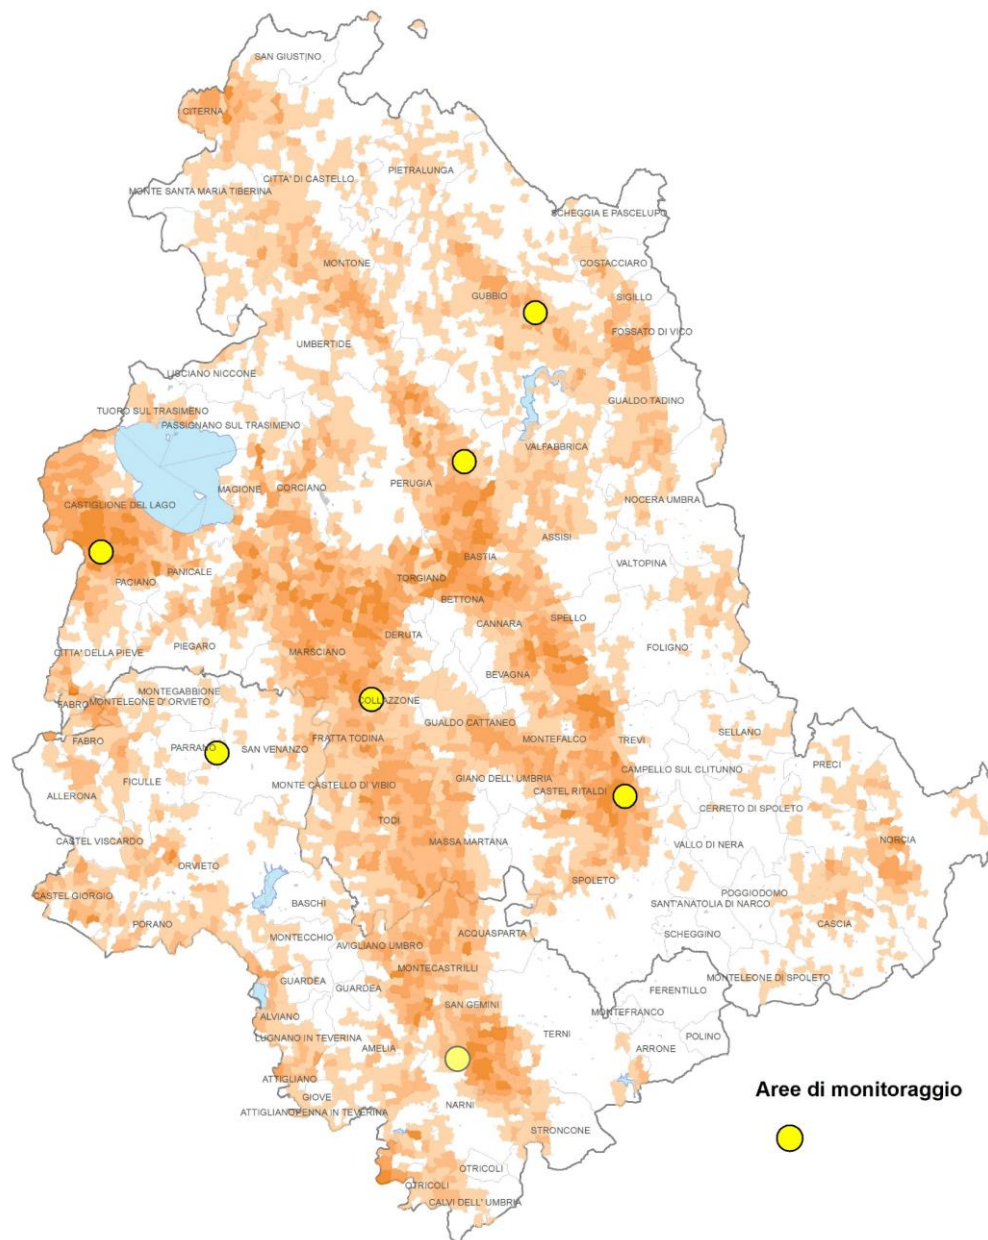 SAN GIUSTINO
CITERNA
CITTA' DI CASTELLO
PIETRALUNGA
MONTE SANTA MARIA TIBERINA
SCHEGGIA E PASCELUPO
MONTONE
COSTACCIARO
GUBBIO
SIGILLO
FOSSATO DI VICO
UMBERTIDE
LISCIANO NICCONE
GUALDO TADINO
TUORO SUL TRASIMENO
PASSIGNANO SUL TRASIMENO
VALFABBRICA
PERUGIA
MAGIONE
CORCIANO
NOCERA UMBRA
CASTIGLIONE DEL LAGO
ASSISI
BASTIA
VALTOPINA
PANICALE
PACIANO
TORGIANO
BETTONA
CANNARA
SPELLO
DERUTA
PIEGARO
FOLIGNO
CITTA' DELLA PIEVE
MARSCIANO
BEVAGNA
MONTEGABBIONE
MONTELEONE D' ORVIETO
FABRO
COLLAZZONE
GUALDO CATTANEO
SELLANO
FABRO
FRATTA TODINA
MONTEFALCO
TREVI
PARRANO
SAN VENANZO
PRECI
CAMPELLO SUL CLITUNNO
GIANO DELL' UMBRIA
FICULLE
MONTE CASTELLO DI VIBIO
CASTEL RITALDI
ALLERONA
CERRETO DI SPOLETO
TODI
CASTEL VISCARDO
MASSA MARTANA
VALLO DI NERA
NORCIA
ORVIETO
SPOLETO
POGGIODOMO
CASTEL GIORGIO
BASCHI
SANT'ANATOLIA DI NARCO
PORANO
CASCIA
MONTECCHIO
AVIGLIANO UMBRO
ACQUASPARTA
SCHEGGINO
MONTECASTRILLI
MONTELEONE DI SPOLETO
GUARDEA
GUARDEA
FERENTILLO
SAN GEMINI
ALVIANO
MONTEFRANCO
LUGNANO IN TEVERINA
TERNI
POLINO
AMELIA
ARRONE
ATTIGLIANO
GIOVE
NARNI
ATTIGLIANO
PENNA IN TEVERINA
STRONCONE
OTRICOLI
OTRICOLI
CALVI DELL' UMBRIA
Aree di monitoraggio